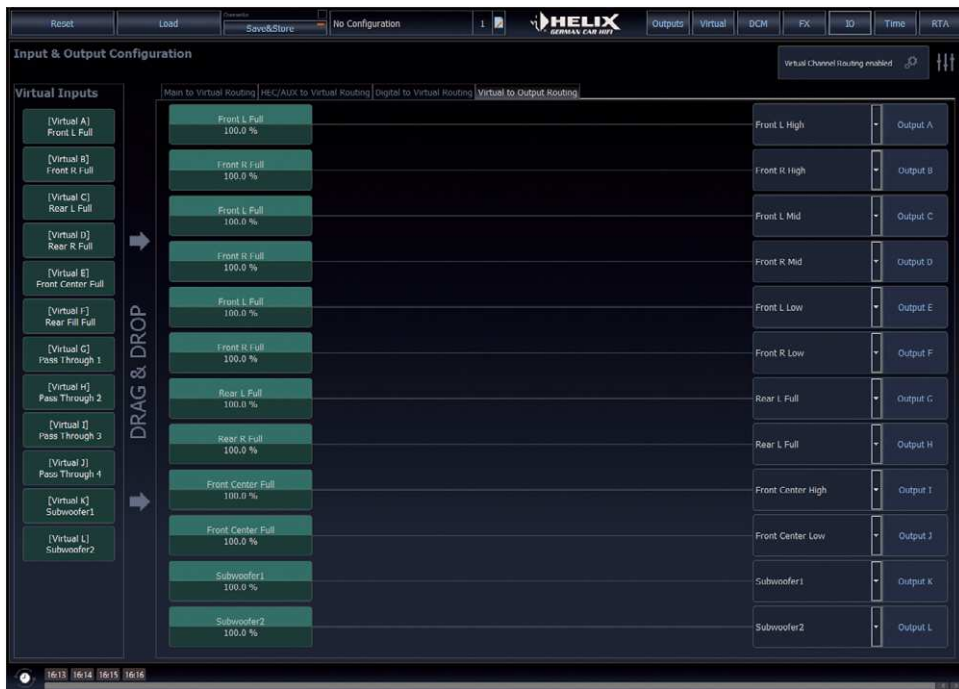 Reset
Load
Overwrite
Save&Store
No Configuration
1
HELIX
GERMAN CAR HIFI
Outputs
Virtual
DCM
FX
IO
Time
RTA
Input & Output Configuration
Virtual Channel Routing enabled
Virtual Inputs
Main to Virtual Routing
HEC/AUX to Virtual Routing
Digital to Virtual Routing
Virtual to Output Routing
[Virtual A]
Front L Full
[Virtual B]
Front R Full
[Virtual C]
Rear L Full
[Virtual D]
Rear R Full
[Virtual E]
Front Center Full
[Virtual F]
Rear Fill Full
[Virtual G]
Pass Through 1
[Virtual H]
Pass Through 2
[Virtual I]
Pass Through 3
[Virtual J]
Pass Through 4
[Virtual K]
Subwoofer1
[Virtual L]
Subwoofer2
DRAG & DROP
Front L Full
100.0 %
Front L High
Output A
Front R Full
100.0 %
Front R High
Output B
Front L Full
100.0 %
Front L Mid
Output C
Front R Full
100.0 %
Front R Mid
Output D
Front L Full
100.0 %
Front L Low
Output E
Front R Full
100.0 %
Front R Low
Output F
Rear L Full
100.0 %
Rear L Full
Output G
Rear R Full
100.0 %
Rear L Full
Output H
Front Center Full
100.0 %
Front Center High
Output I
Front Center Full
100.0 %
Front Center Low
Output J
Subwoofer1
100.0 %
Subwoofer1
Output K
Subwoofer2
100.0 %
Subwoofer2
Output L
16:13 16:14 16:15 16:16